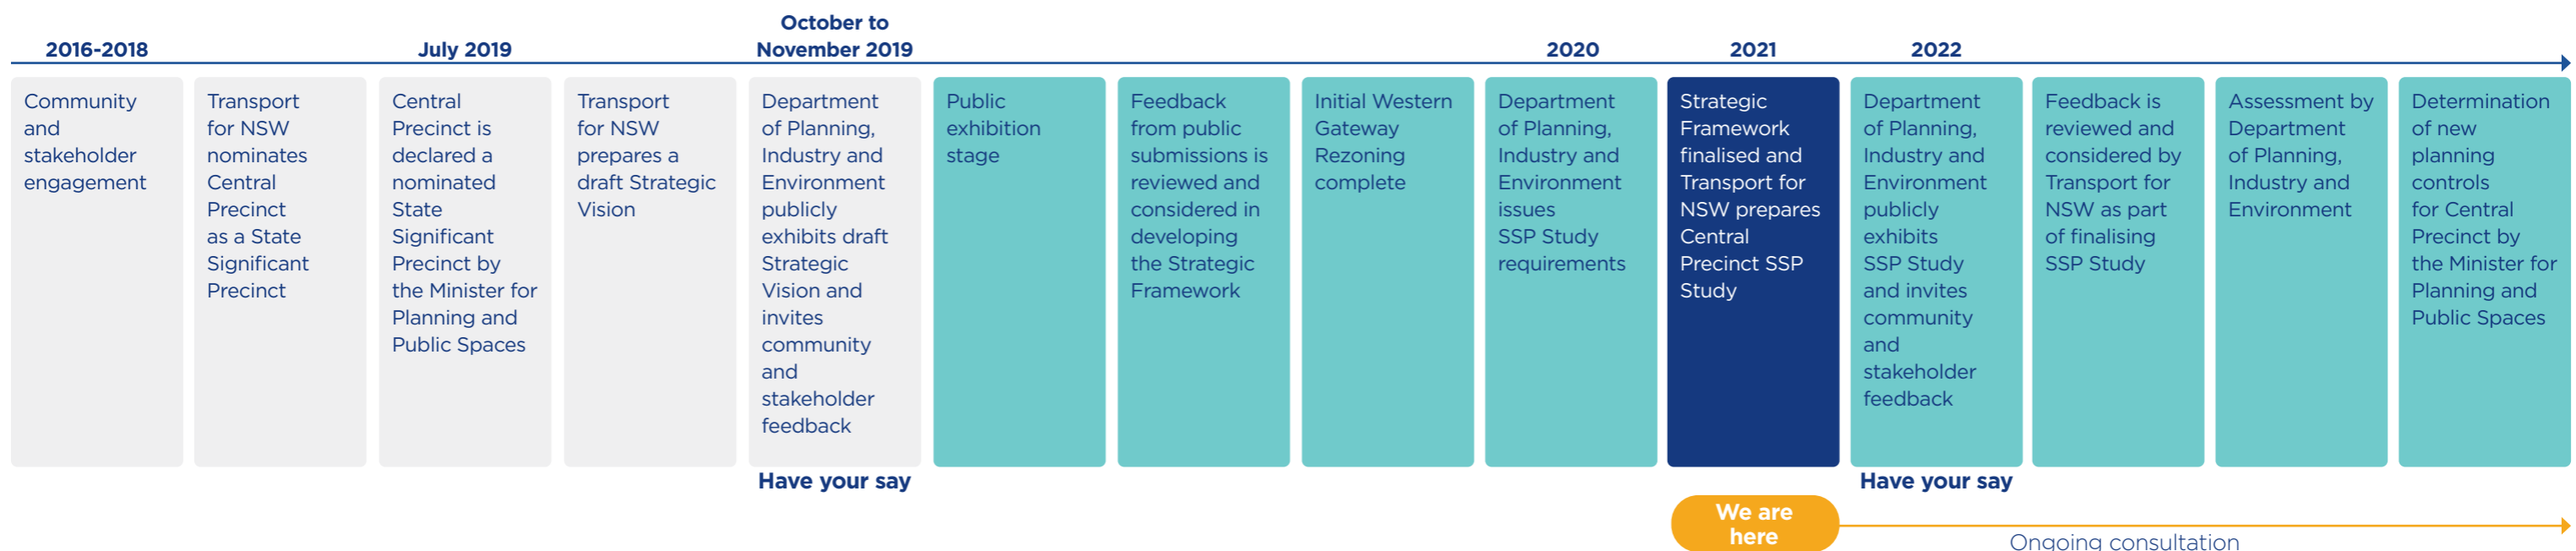 2016-2018
July 2019
October to
November 2019
2020
2021
2022
Community
and
stakeholder
engagement
Transport
for NSW
nominates
Central
Precinct
as a State
Significant
Precinct
Central
Precinct is
declared a
nominated
State
Significant
Precinct by
the Minister for
Planning and
Public Spaces
Transport
for NSW
prepares a
draft Strategic
Vision
Department
of Planning,
Industry and
Environment
publicly
exhibits draft
Strategic
Vision and
invites
community
and
stakeholder
feedback
Have your say
Public
exhibition
stage
Feedback
from public
submissions is
reviewed and
considered in
developing
the Strategic
Framework
Initial Western
Gateway
Rezoning
complete
Department
of Planning,
Industry and
Environment
issues
SSP Study
requirements
Strategic
Framework
finalised and
Transport for
NSW prepares
Central
Precinct SSP
Study
We are
here
Department
of Planning,
Industry and
Environment
publicly
exhibits
SSP Study
and invites
community
and
stakeholder
feedback
Have your say
Feedback is
reviewed and
considered by
Transport for
NSW as part
of finalising
SSP Study
Assessment by
Department
of Planning,
Industry and
Environment
Determination
of new
planning
controls
for Central
Precinct by
the Minister for
Planning and
Public Spaces
Ongoing consultation